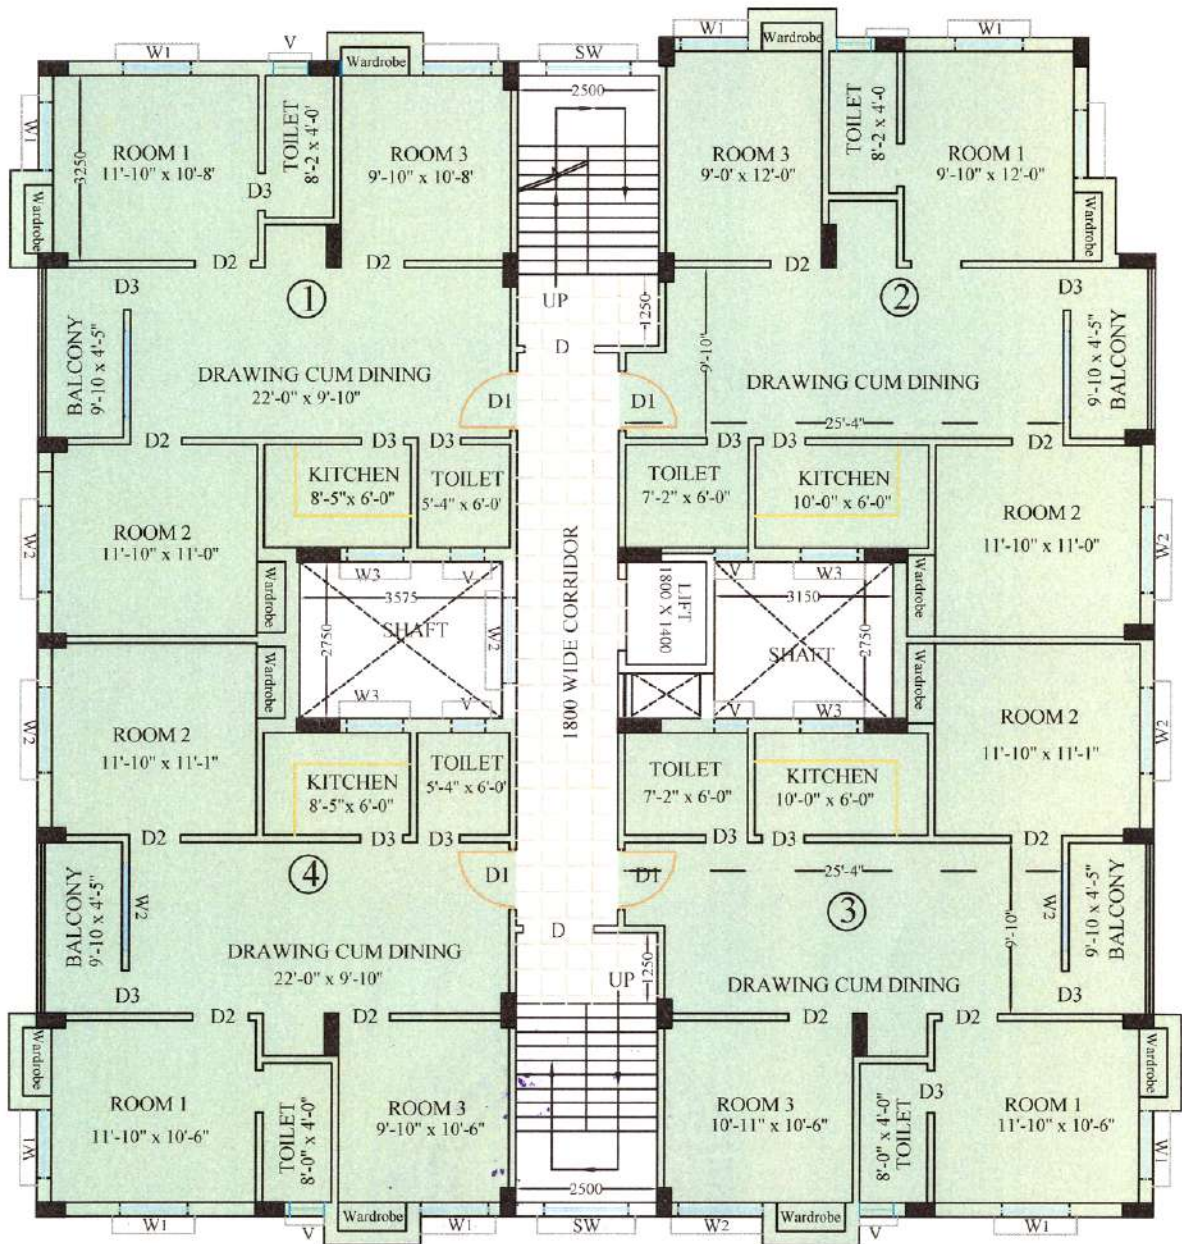 W1
V
Wardrobe
SW
W1
Wardrobe
W1
2500
W1
3250
ROOM 1
11'-10" x 10'-8'
TOILET
8'-2 x 4'-0'
D3
ROOM 3
9'-10" x 10'-8'
ROOM 3
9'-0' x 12'-0"
TOILET
8'-2 x 4'-0
ROOM 1
9'-10" x 12'-0"
Wardrobe
Wardrobe
D2
D2
D2
D3
D3
1
UP
1250
2
BALCONY
9'-10 x 4'-5"
D
9'-10"
9'-10 x 4'-5"
BALCONY
DRAWING CUM DINING
22'-0" x 9'-10"
D1
D1
DRAWING CUM DINING
25'-4"
D2
D3
D3
D3
D3
D2
KITCHEN
8'-5"x 6'-0"
TOILET
5'-4" x 6'-0'
TOILET
7'-2" x 6'-0"
KITCHEN
10'-0" x 6'-0"
ROOM 2
11'-10" x 11'-0"
ROOM 2
11'-10" x 11'-0"
W2
W2
Wardrobe
W3
V
3575
2750
SHAFT
W2
W3
V
1800 WIDE CORRIDOR
LIFT
1800 X 1400
V
W3
3150
SHAFT
2750
V
W3
Wardrobe
Wardrobe
Wardrobe
W2
W2
ROOM 2
11'-10" x 11'-1"
ROOM 2
11'-10" x 11'-1"
KITCHEN
8'-5"x 6'-0"
TOILET
5'-4" x 6'-0'
TOILET
7'-2" x 6'-0"
KITCHEN
10'-0" x 6'-0"
D2
D3
D3
D3
D3
D2
4
D1
D1
25'-4"
3
BALCONY
9'-10 x 4'-5"
W2
D
9'-10"
W2
9'-10 x 4'-5"
BALCONY
DRAWING CUM DINING
22'-0" x 9'-10"
UP
1250
DRAWING CUM DINING
D3
D3
D2
D2
D2
D2
Wardrobe
Wardrobe
ROOM 1
11'-10" x 10'-6"
TOILET
8'-0" x 4'-0"
ROOM 3
9'-10" x 10'-6"
ROOM 3
10'-11" x 10'-6"
D3
8'-0" x 4'-0"
TOILET
ROOM 1
11'-10" x 10'-6"
W1
W1
2500
W1
V
Wardrobe
W1
SW
W2
Wardrobe
V
W1